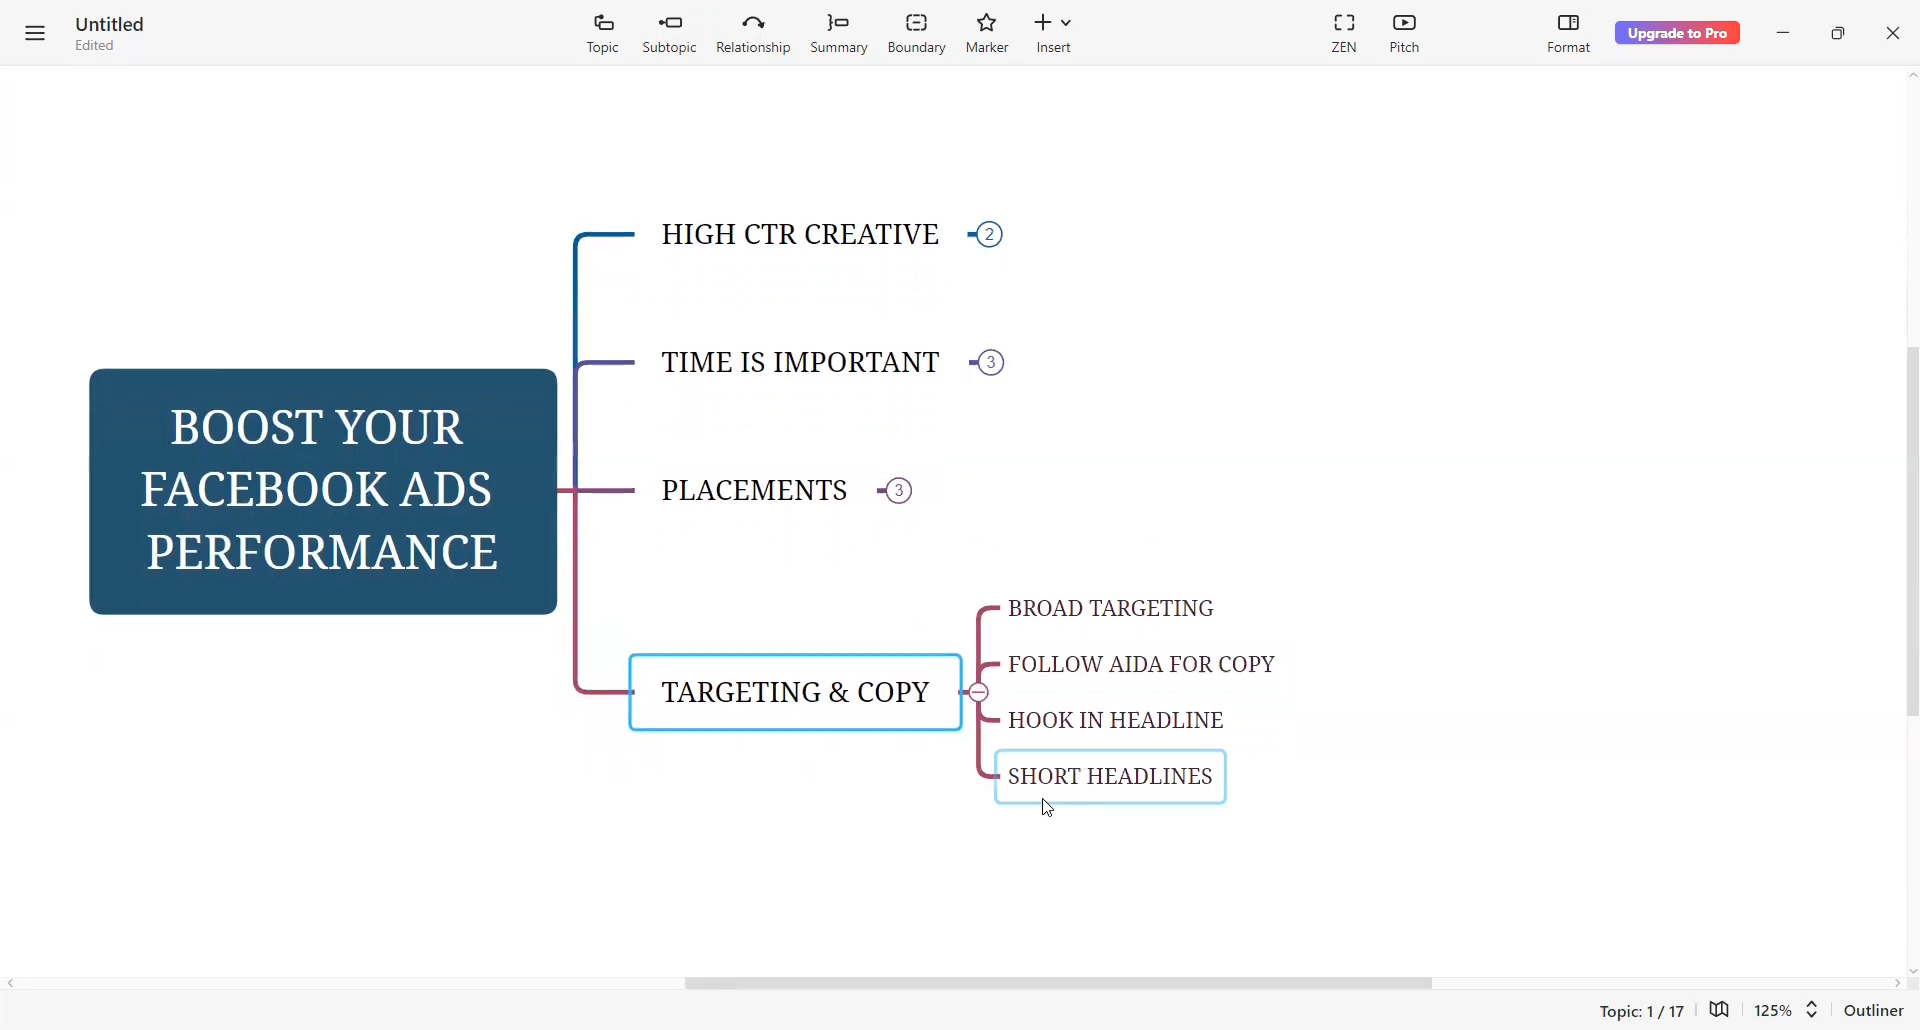 Untitled
Edited
Topic
Subtopic
Relationship
Summary
Boundary
Marker
Insert
ZEN
Pitch
Format
Upgrade to Pro
BOOST YOUR
FACEBOOK ADS
PERFORMANCE
HIGH CTR CREATIVE
2
TIME IS IMPORTANT
3
PLACEMENTS
3
TARGETING & COPY
BROAD TARGETING
FOLLOW AIDA FOR COPY
HOOK IN HEADLINE
SHORT HEADLINES
Topic: 1 / 17
125%
Outliner